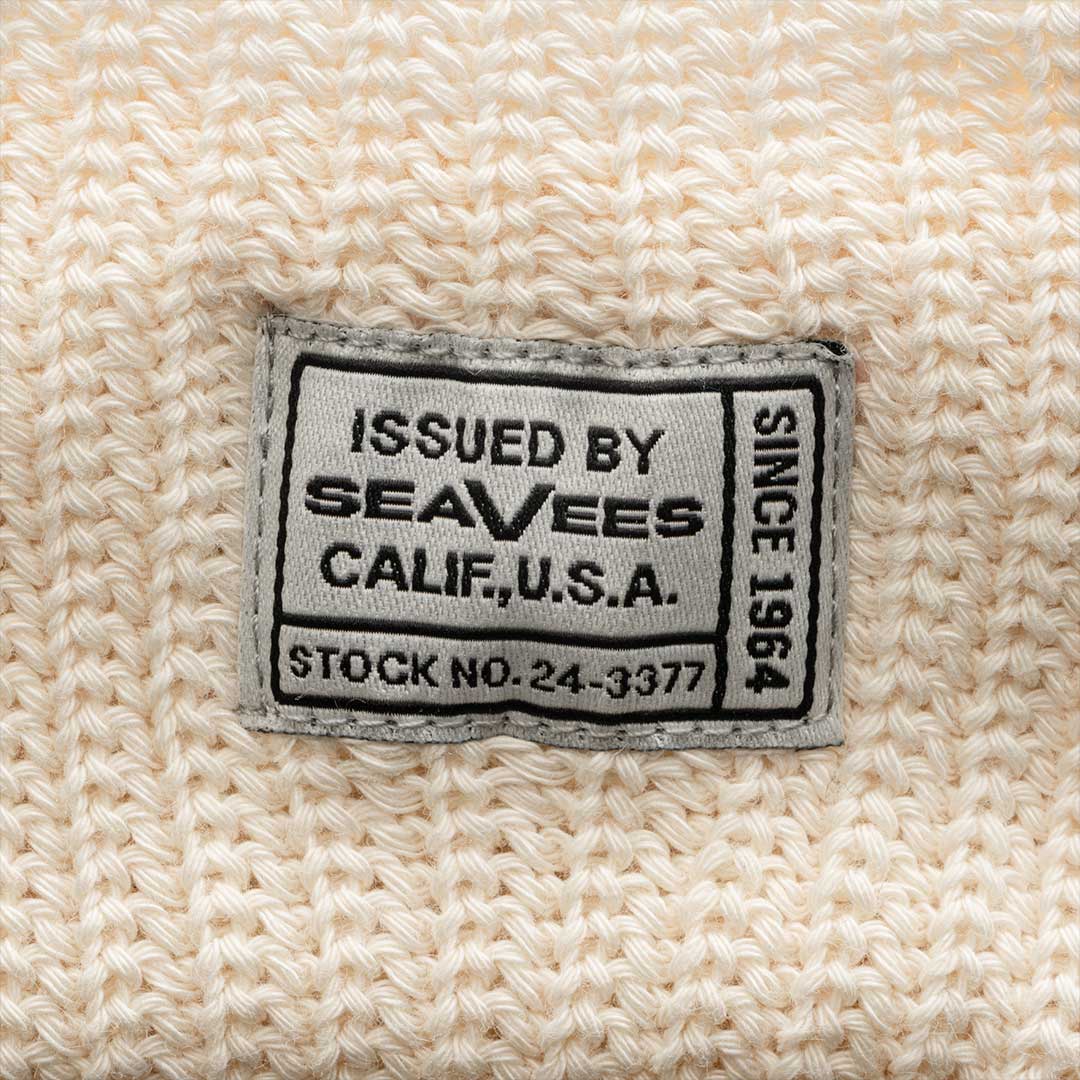 ISSUED BY
SEAVEES
CALIF., U.S.A.
STOCK NO. 24-3377
SINCE 1964